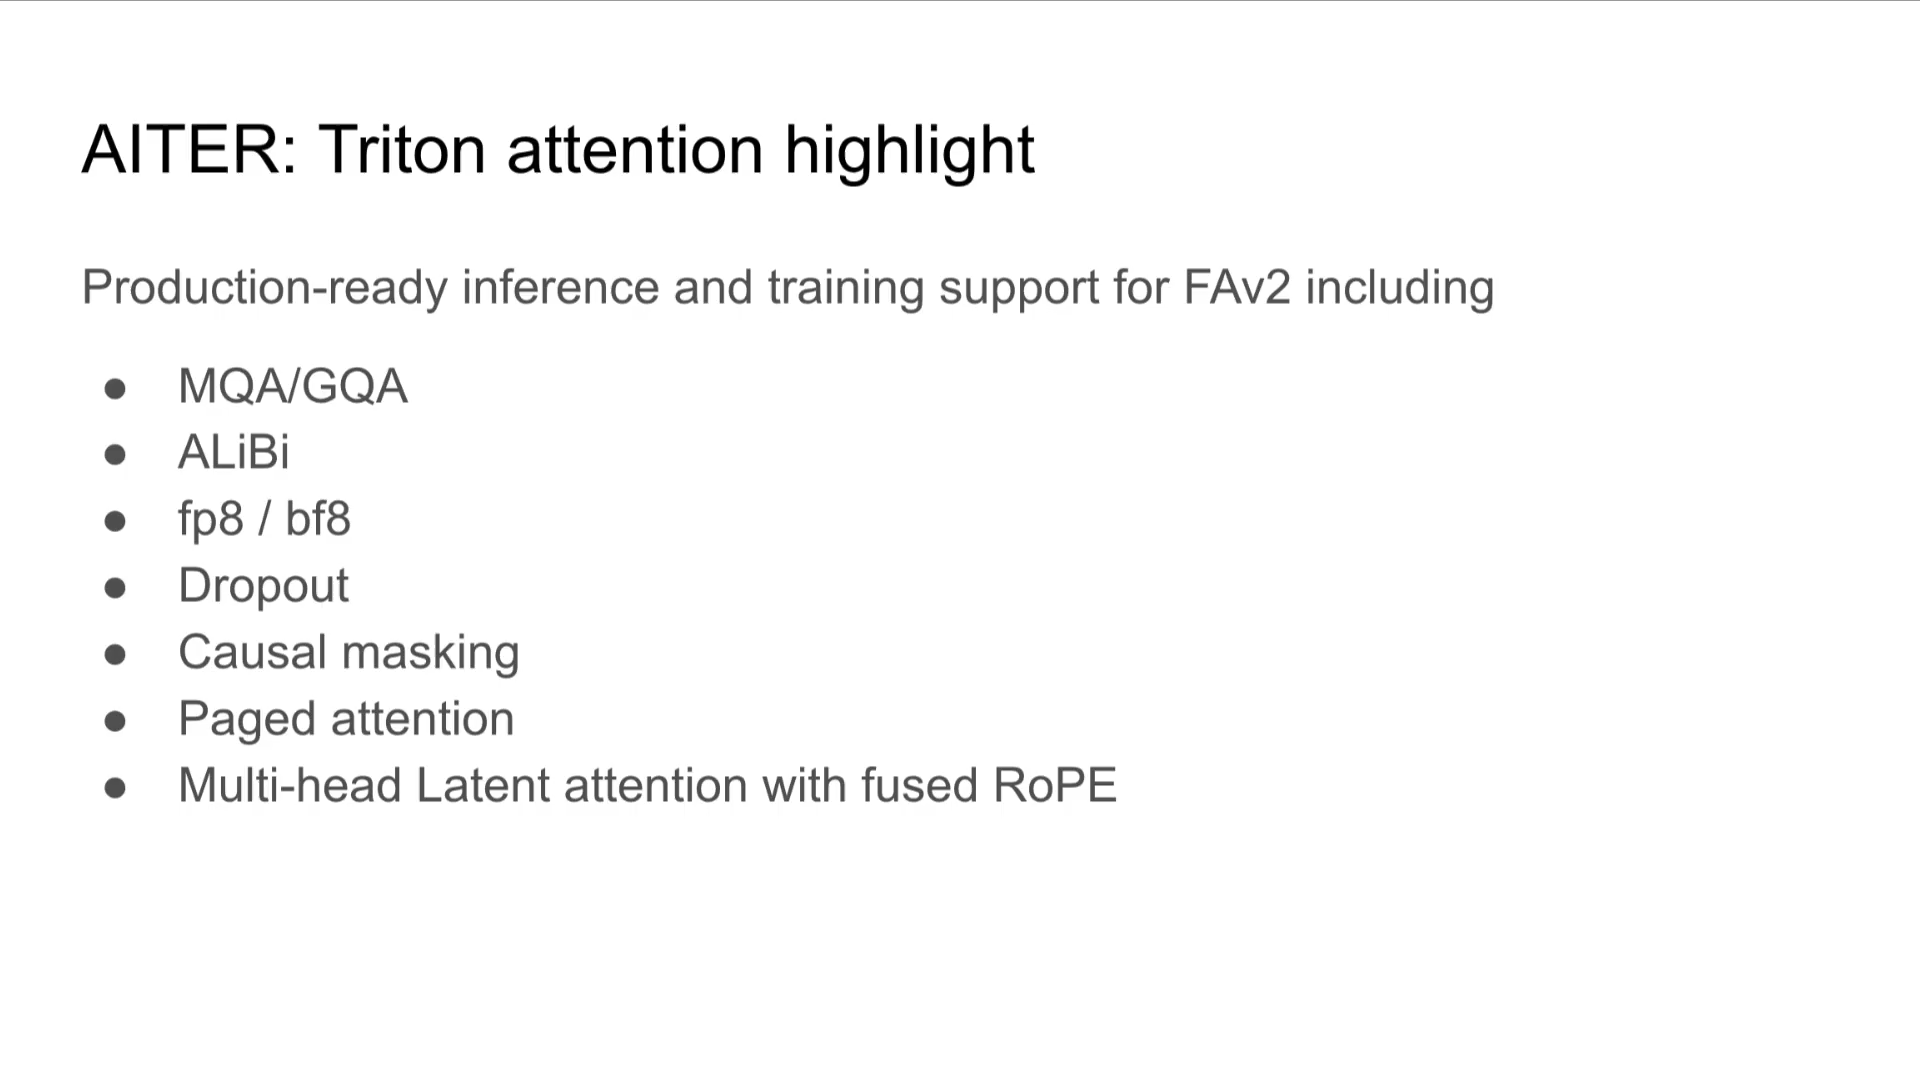 AITER: Triton attention highlight
Production-ready inference and training support for FAv2 including
● MQA/GQA
● ALiBi
● fp8 / bf8
● Dropout
● Causal masking
● Paged attention
● Multi-head Latent attention with fused RoPE